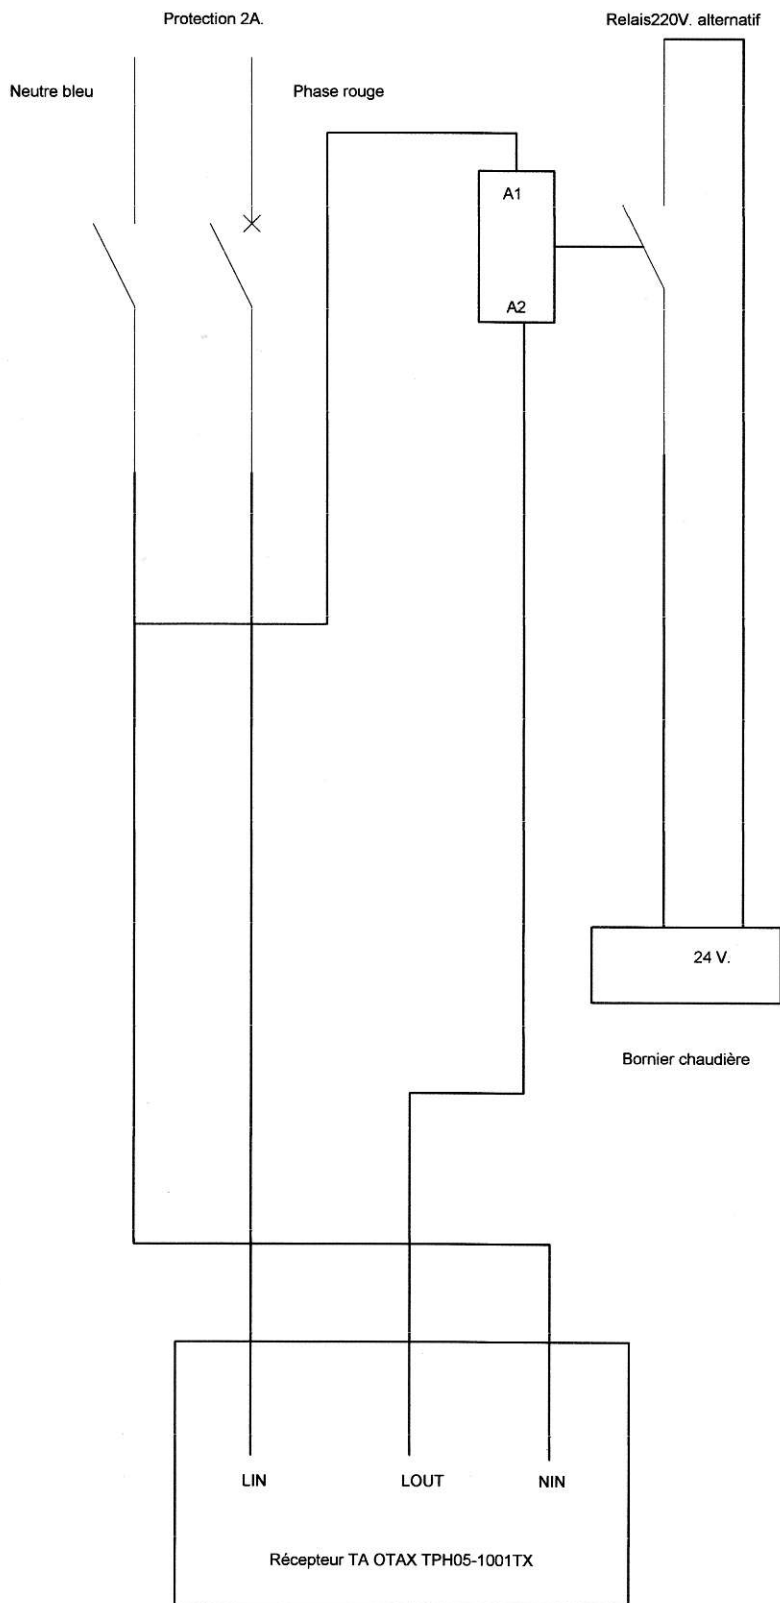 Protection 2A.
Relais220V. alternatif
Neutre bleu
Phase rouge
A1
A2
24 V.
Bornier chaudière
LIN
LOUT
NIN
Récepteur TA OTAX TPH05-1001TX